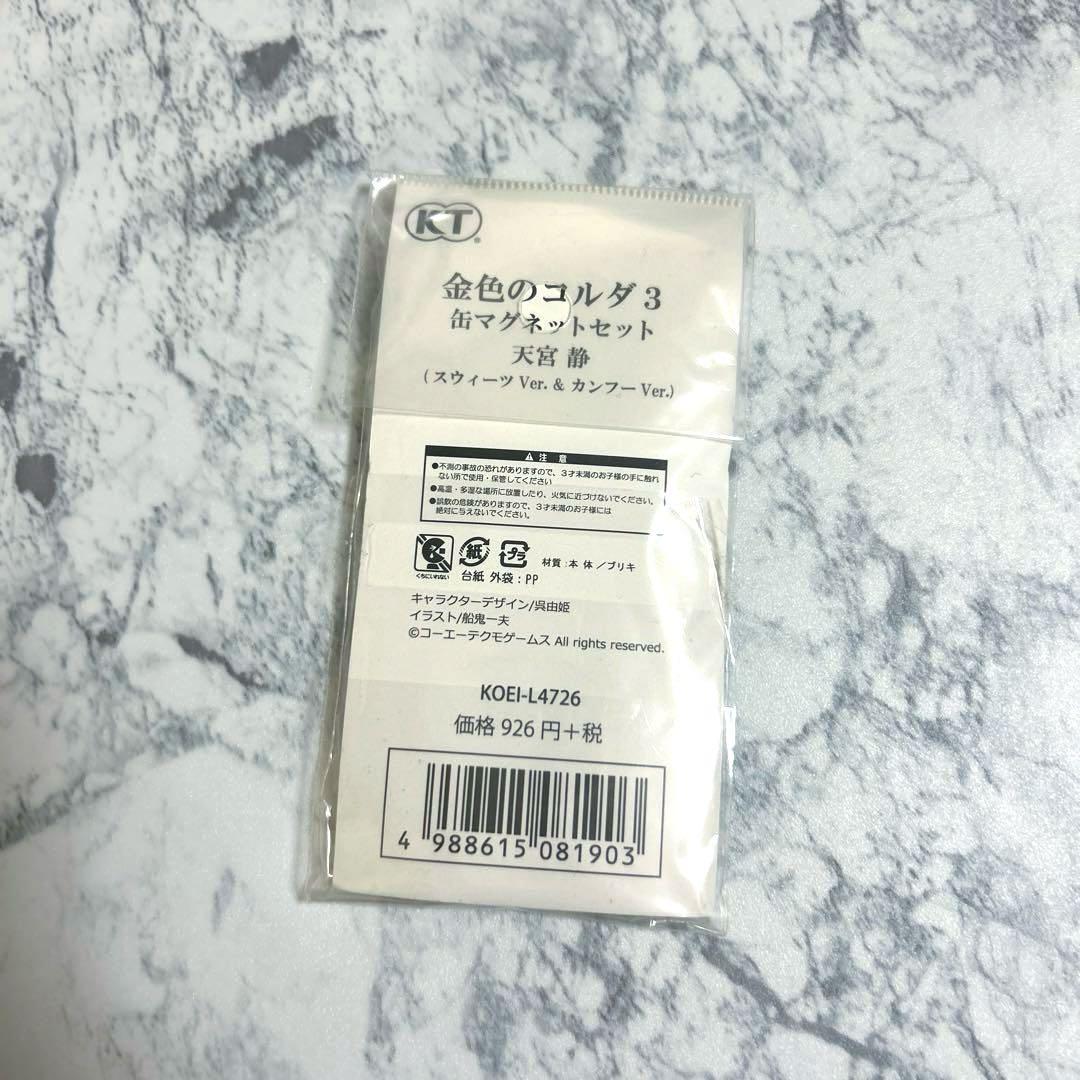 KT®
金色のコルダ3
缶マグネットセット
天宮 静
(スウィーツ Ver. & カンフー Ver.)
注 意
●不測の事故の恐れがありますので、3才未満のお子様の手に触れ
ない所で使用・保管してください
●高温・多湿な場所に放置したり、火気に近づけないでください。
●誤飲の危険がありますので、3才未満のお子様には
絶対に与えないでください。
くちにいれない
紙 プラ 材質:本 体 /ブリキ
台紙 外袋:PP
キャラクターデザイン/呉由姫
イラスト/船鬼一夫
©コーエーテクモゲームス All rights reserved.
KOEI-L4726
価格 926 円+税
4 988615 081903